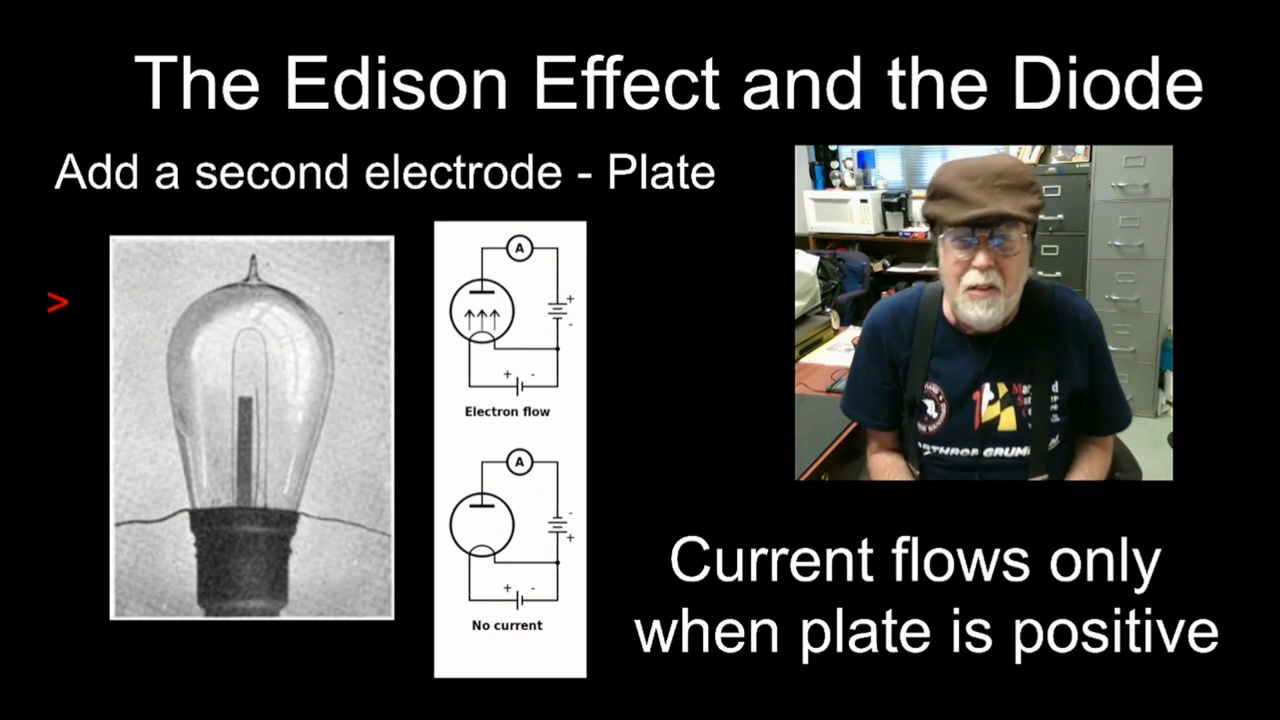 The Edison Effect and the Diode
Add a second electrode - Plate
>
A
+
-
+ -
Electron flow
A
-
+
+ -
No current
Current flows only
when plate is positive